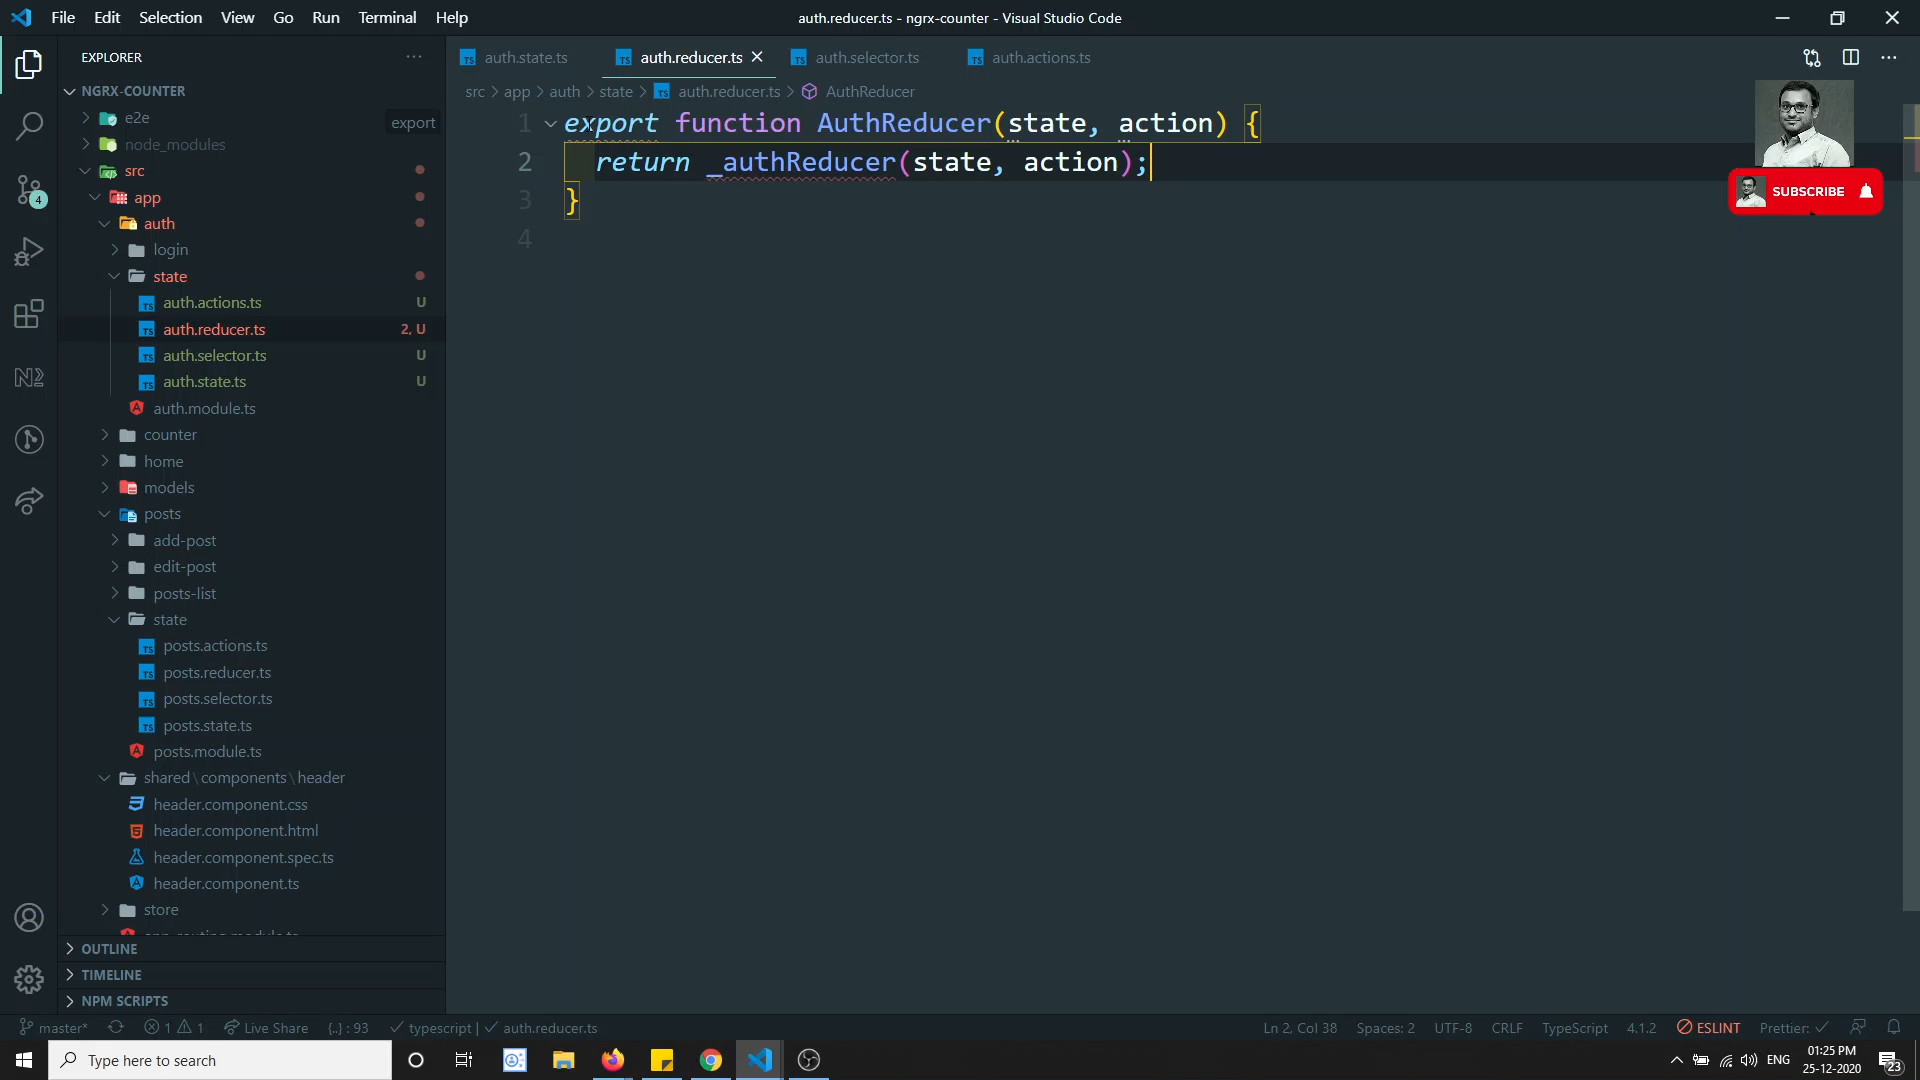 File Edit Selection View Go Run Terminal Help
auth.reducer.ts - ngrx-counter - Visual Studio Code
EXPLORER
NGRX-COUNTER
e2e
export
node_modules
src
app
auth
login
state
auth.actions.ts U
auth.reducer.ts 2, U
auth.selector.ts U
auth.state.ts U
auth.module.ts
counter
home
models
posts
add-post
edit-post
posts-list
state
posts.actions.ts
posts.reducer.ts
posts.selector.ts
posts.state.ts
posts.module.ts
shared\components\header
header.component.css
header.component.html
header.component.spec.ts
header.component.ts
store
OUTLINE
TIMELINE
NPM SCRIPTS
4
auth.state.ts auth.reducer.ts auth.selector.ts auth.actions.ts
src > app > auth > state > auth.reducer.ts > AuthReducer
1 export function AuthReducer(state, action) {
2 return _authReducer(state, action);
3 }
4
SUBSCRIBE
master* 1 1 Live Share {..} : 93 typescript | auth.reducer.ts
Ln 2, Col 38 Spaces: 2 UTF-8 CRLF TypeScript 4.1.2 ESLINT Prettier:
Type here to search
ENG
01:25 PM
25-12-2020
23